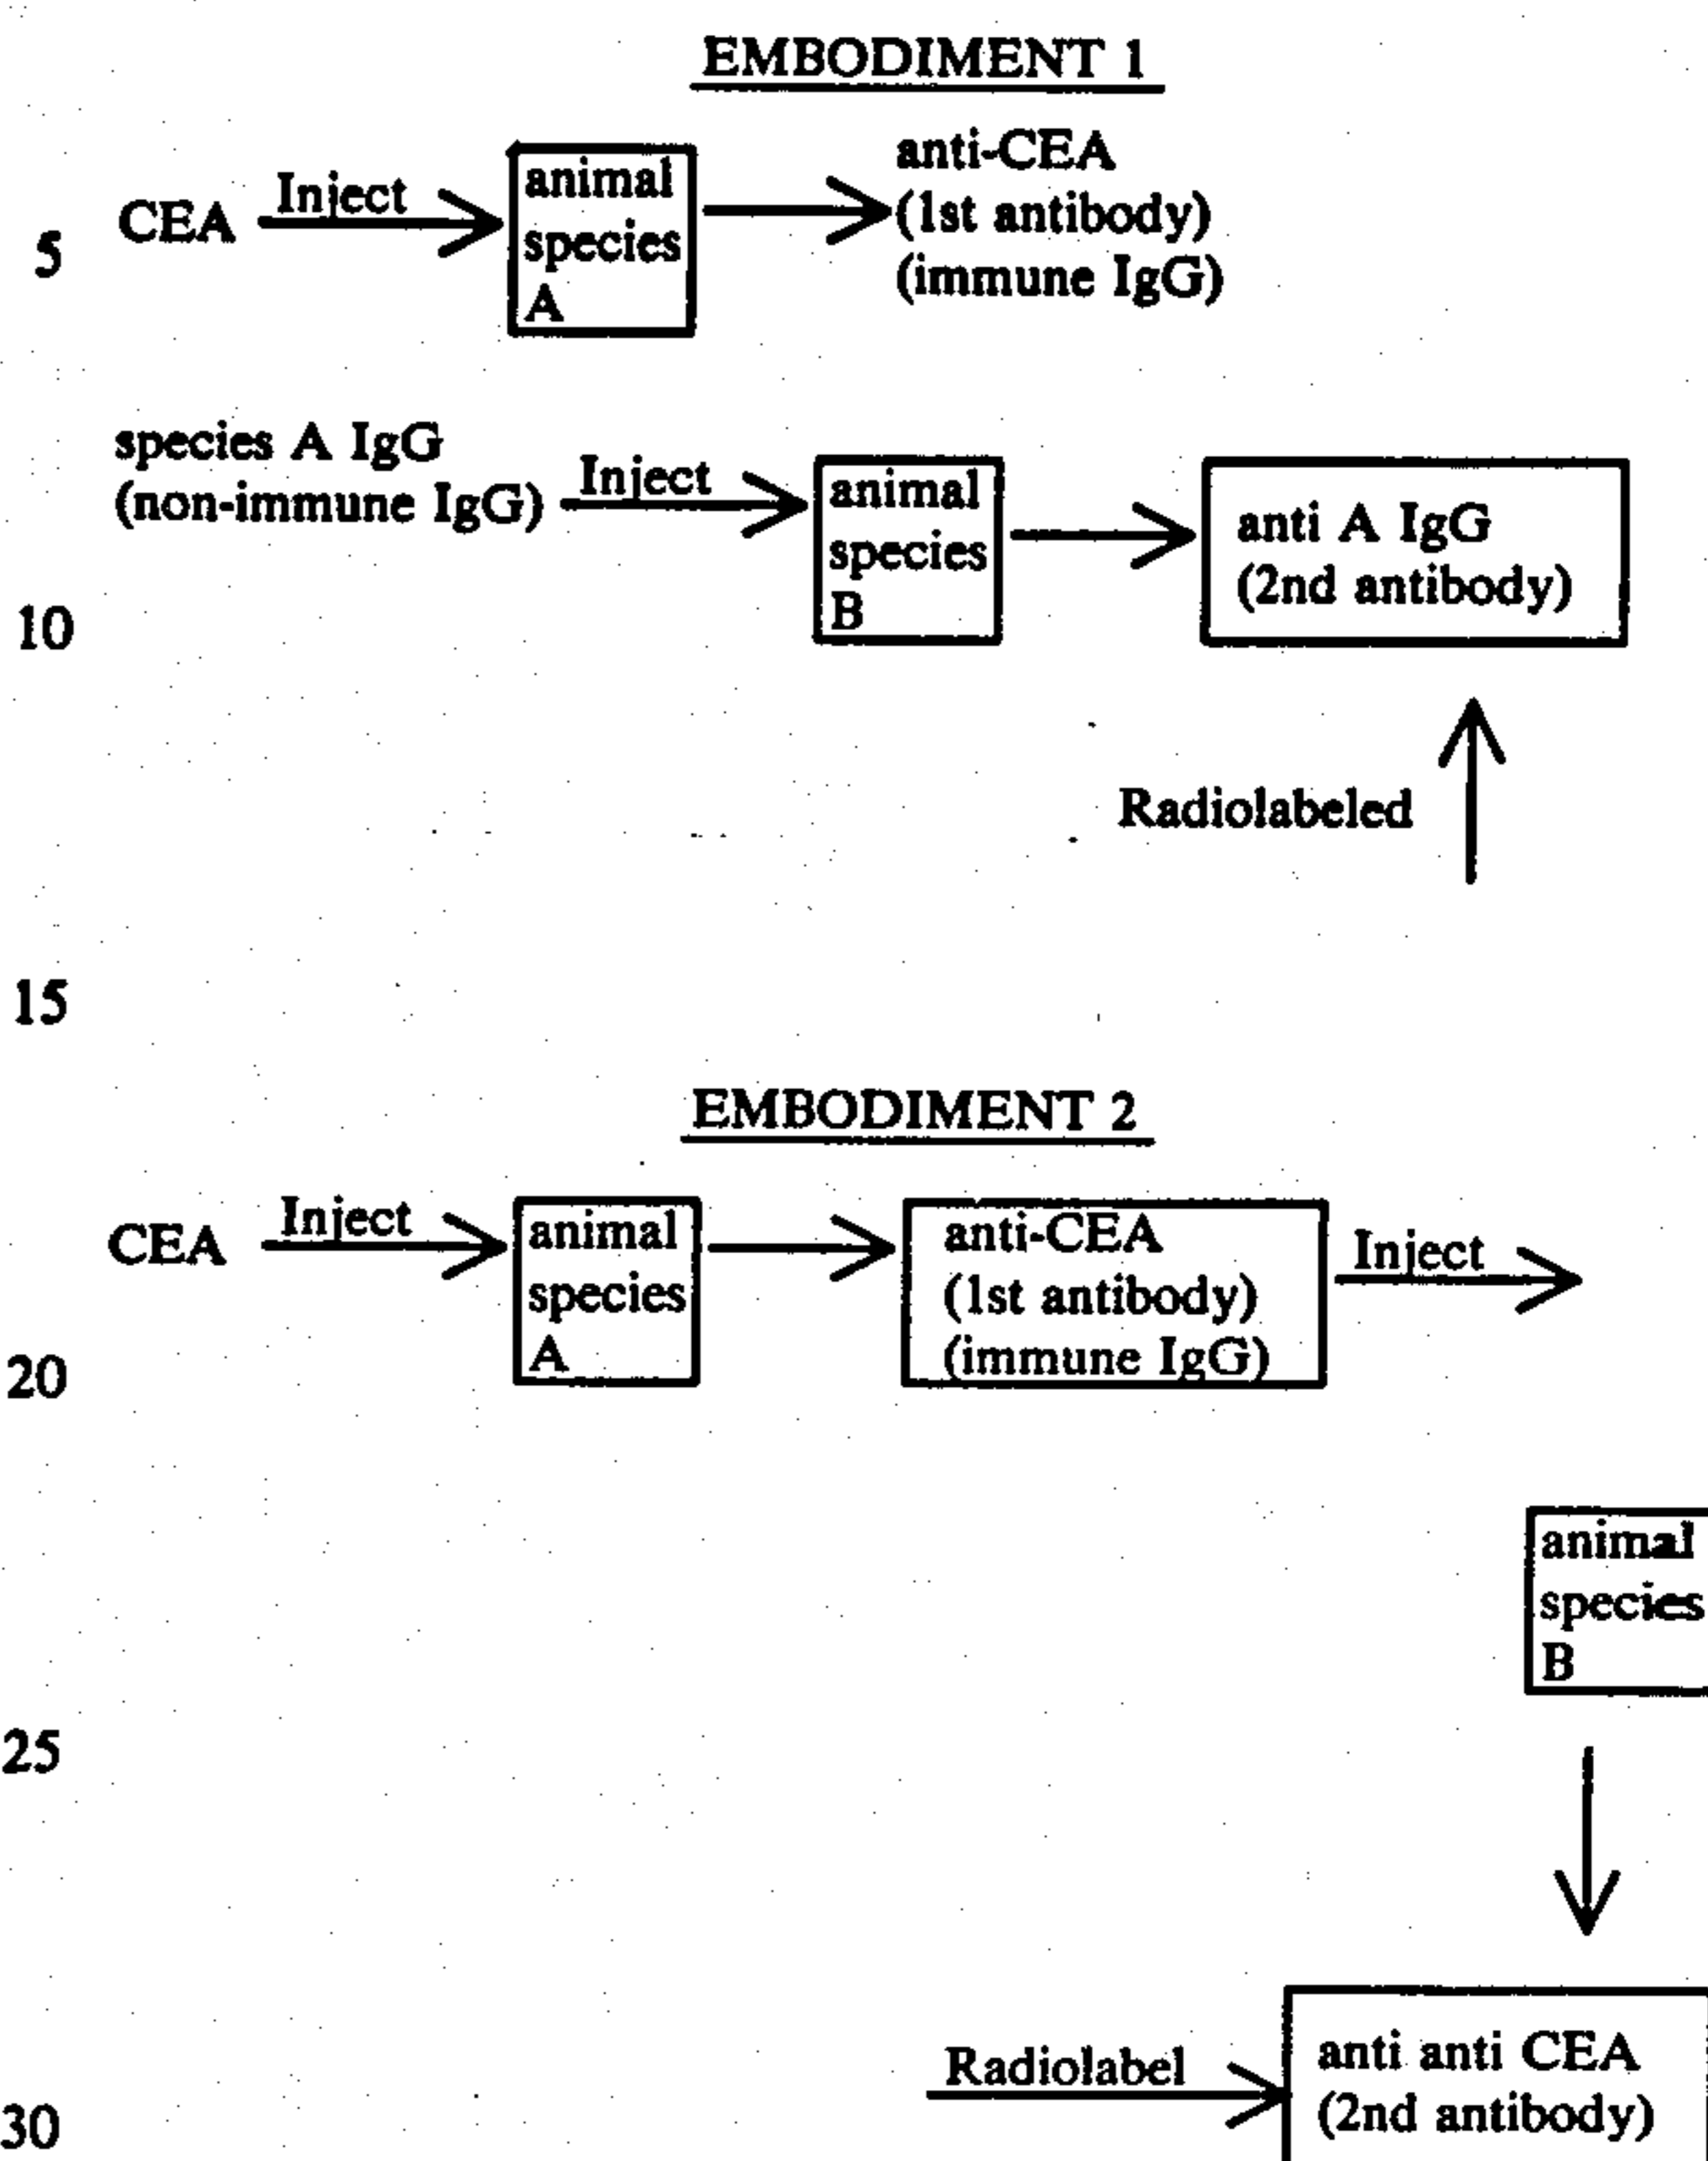 EMBODIMENT 1
CEA
Inject
animal
species
A
anti-CEA
(1st antibody)
(immune IgG)
5
species A IgG
(non-immune IgG)
Inject
animal
species
B
anti A IgG
(2nd antibody)
10
Radiolabeled
15
EMBODIMENT 2
CEA
Inject
animal
species
A
anti-CEA
(1st antibody)
(immune IgG)
Inject
20
animal
species
B
25
Radiolabel
anti anti CEA
(2nd antibody)
30